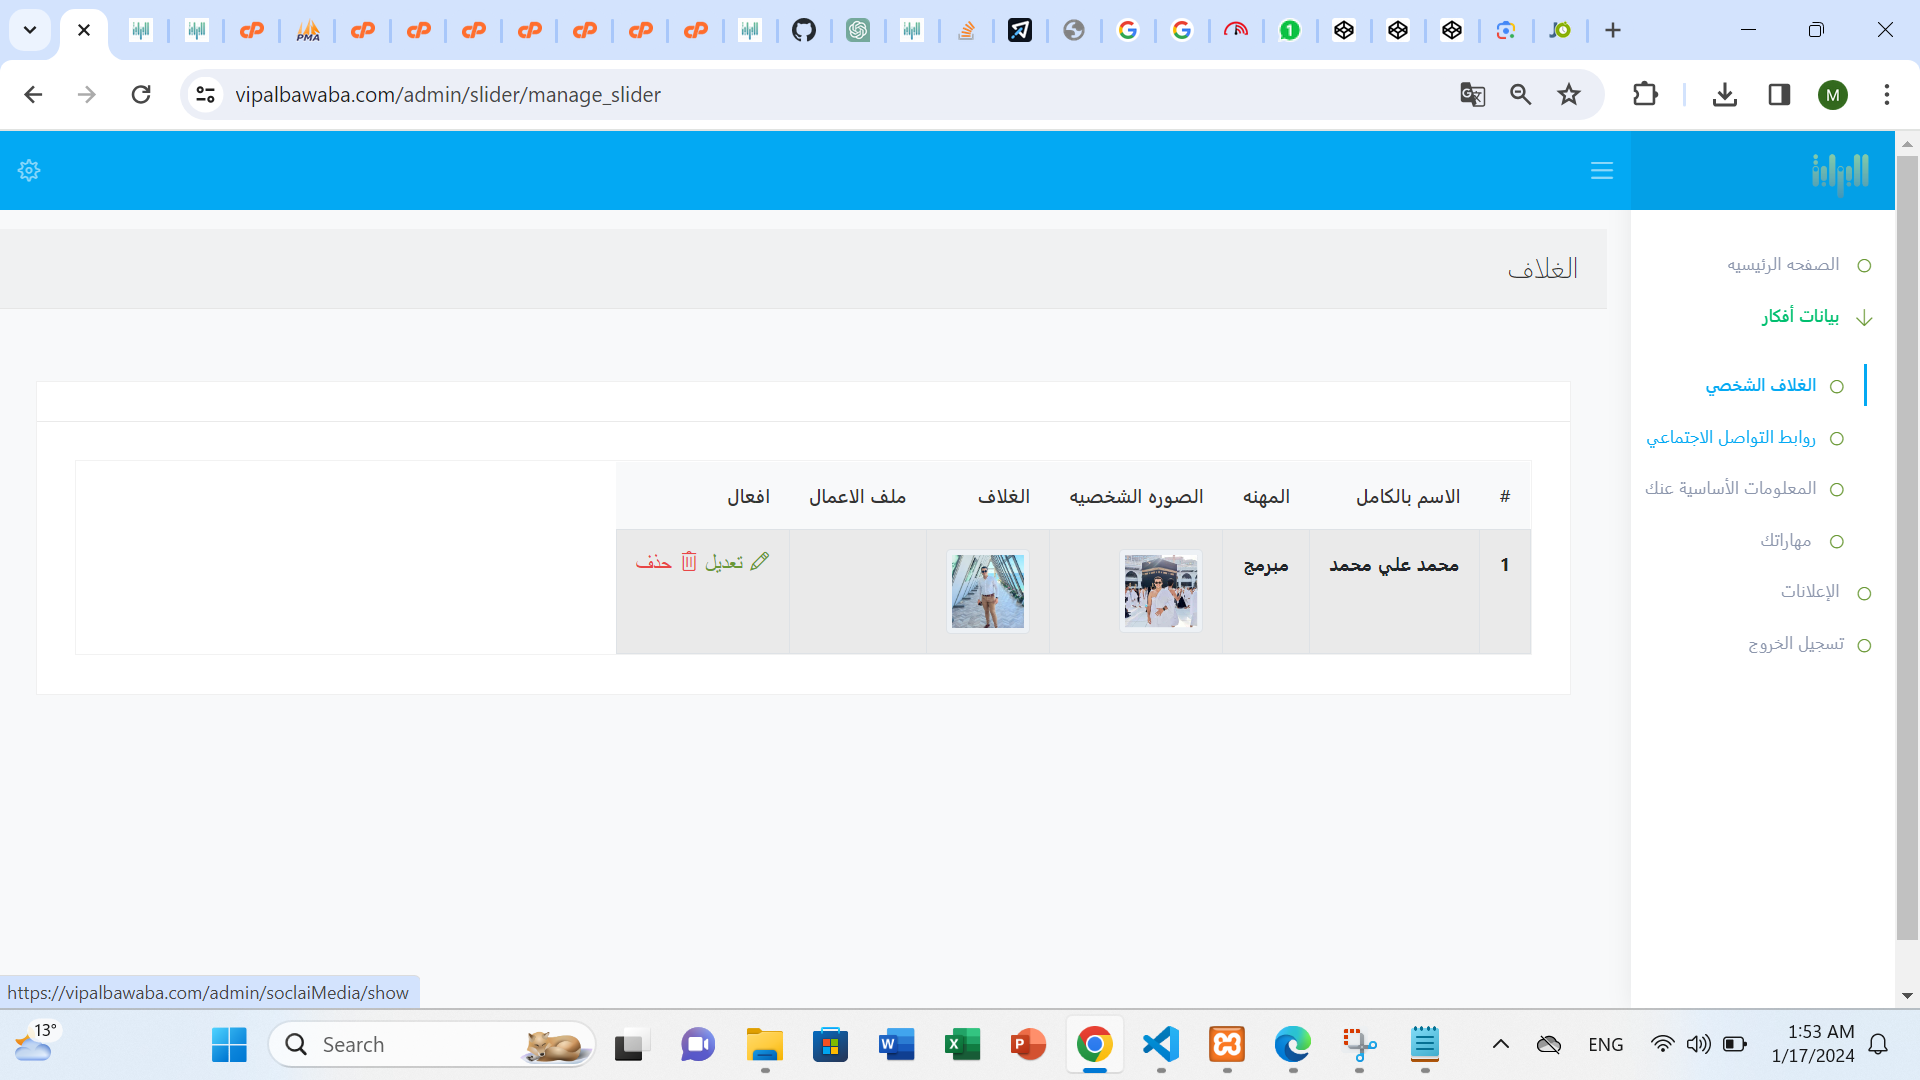 vipalbawaba.com/admin/slider/manage_slider
البوابة
الغلاف
الصفحه الرئيسيه
بيانات أفكار
الغلاف الشخصي
روابط التواصل الاجتماعي
المعلومات الأساسية عنك
مهاراتك
الإعلانات
تسجيل الخروج
# الاسم بالكامل المهنه الصوره الشخصيه الغلاف ملف الاعمال افعال
1 محمد علي محمد مبرمج تعديل حذف
https://vipalbawaba.com/admin/soclaiMedia/show
13°
Search
ENG
1:53 AM
1/17/2024
M
PMA